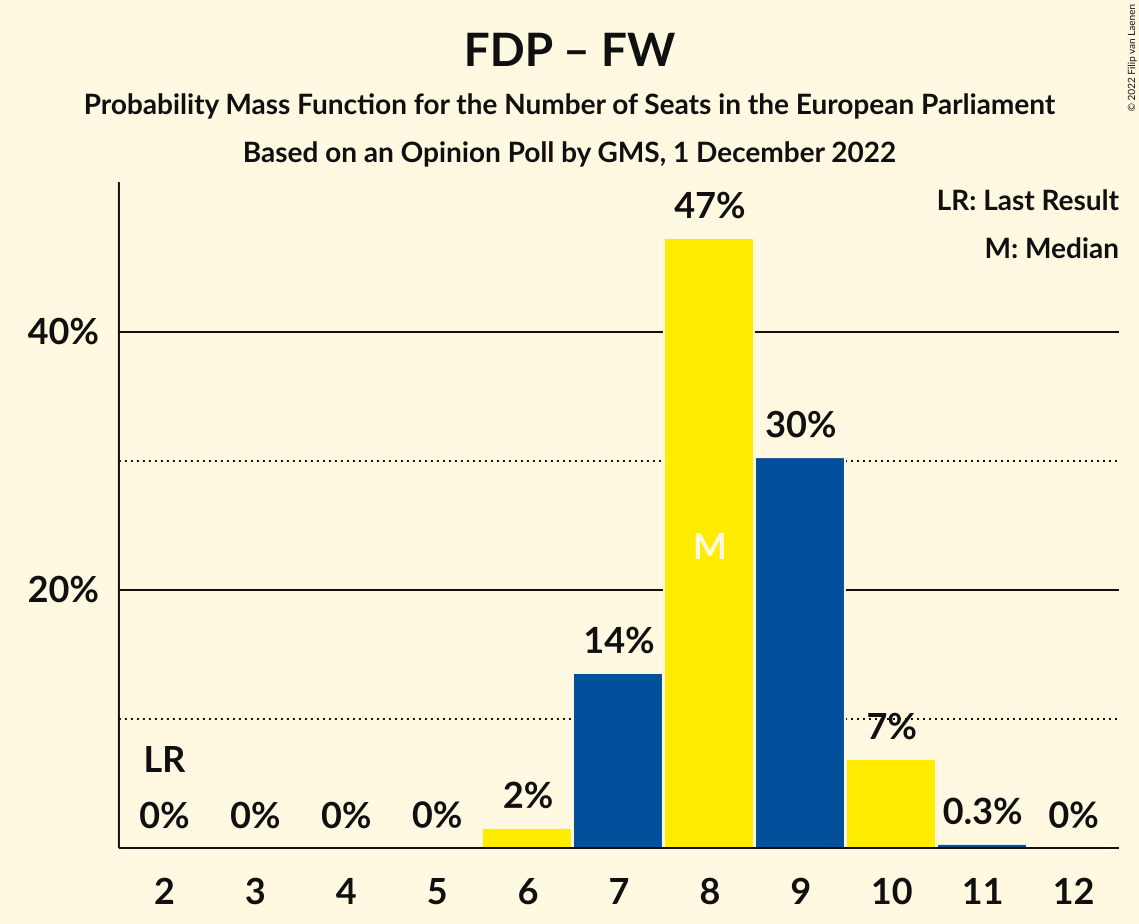 FDP – FW
Probability Mass Function for the Number of Seats in the European Parliament
Based on an Opinion Poll by GMS, 1 December 2022
© 2022 Filip van Laenen
LR: Last Result
M: Median
47%
40%
30%
M
20%
14%
7%
LR
2%
0% 0% 0% 0% 0.3% 0%
2 3 4 5 6 7 8 9 10 11 12